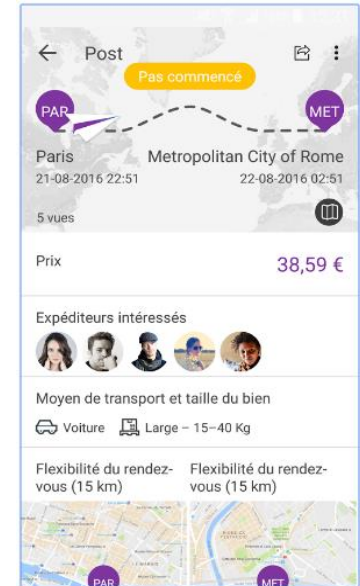 Post
Pas commencé
PAR
MET
Paris
Metropolitan City of Rome
21-08-2016 22:51
22-08-2016 02:51
5 vues
Prix
38,59 €
Expéditeurs intéressés
Moyen de transport et taille du bien
Voiture
Large – 15–40 Kg
Flexibilité du rendez-
vous (15 km)
Flexibilité du rendez-
vous (15 km)
PAR
MET